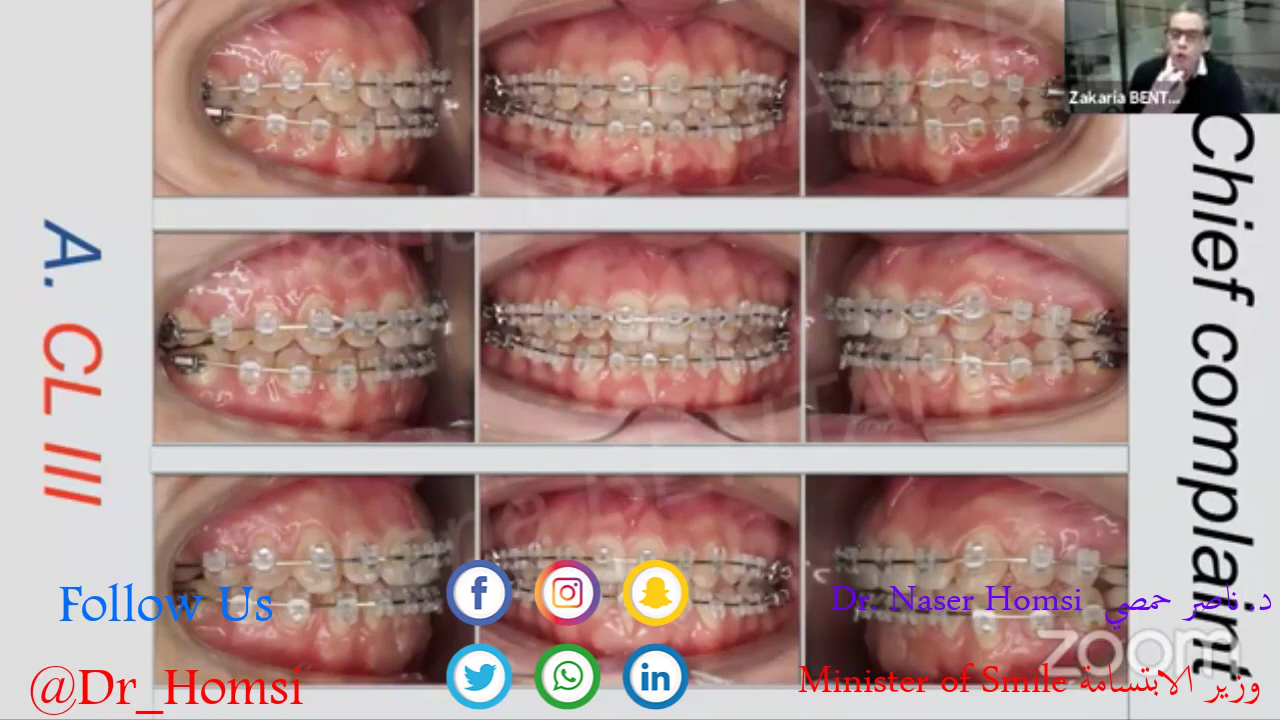 Zakaria BENT...
Chief complaint
A. CL III
Follow Us
@Dr_Homsi
Dr. Naser Homsi د. ناصر حمصي
Minister of Smile وزير الابتسامة
zoom